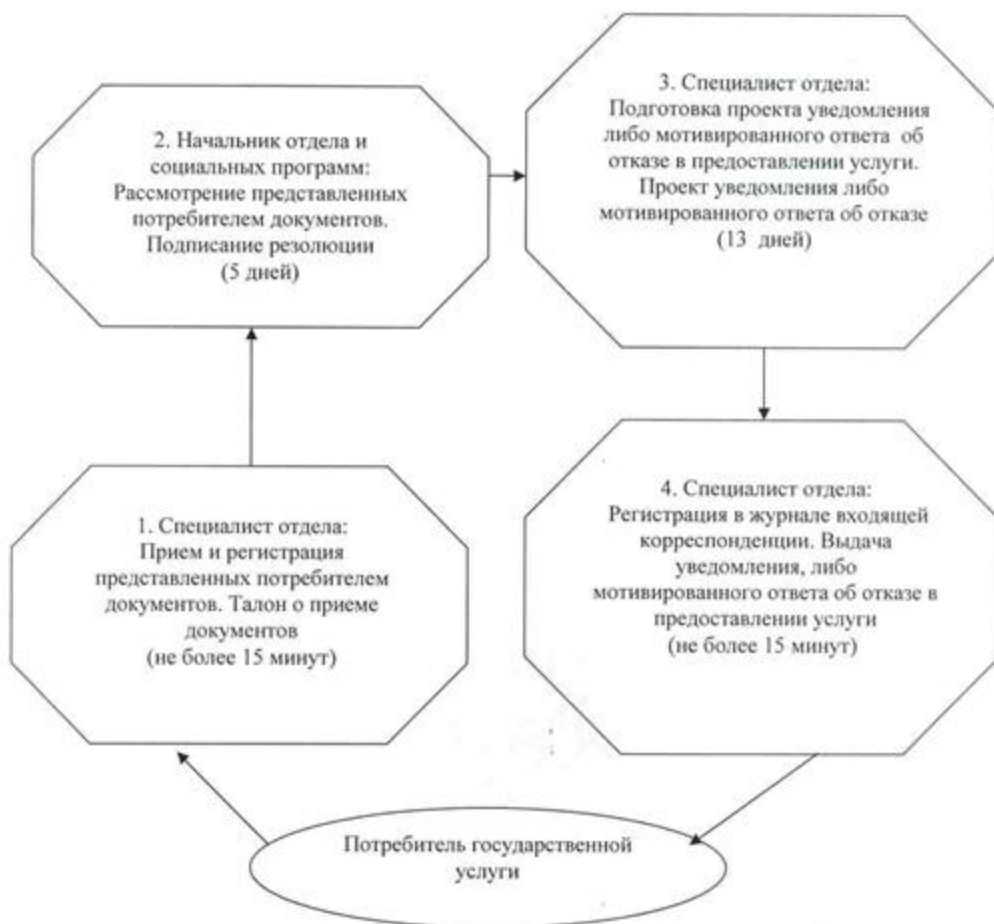 2. Начальник отдела и
социальных программ:
Рассмотрение представленных
потребителем документов.
Подписание резолюции
(5 дней)
3. Специалист отдела:
Подготовка проекта уведомления
либо мотивированного ответа об
отказе в предоставлении услуги.
Проект уведомления либо
мотивированного ответа об отказе
(13 дней)
1. Специалист отдела:
Прием и регистрация
представленных потребителем
документов. Талон о приеме
документов
(не более 15 минут)
4. Специалист отдела:
Регистрация в журнале входящей
корреспонденции. Выдача
уведомления, либо
мотивированного ответа об отказе в
предоставлении услуги
(не более 15 минут)
Потребитель государственной
услуги